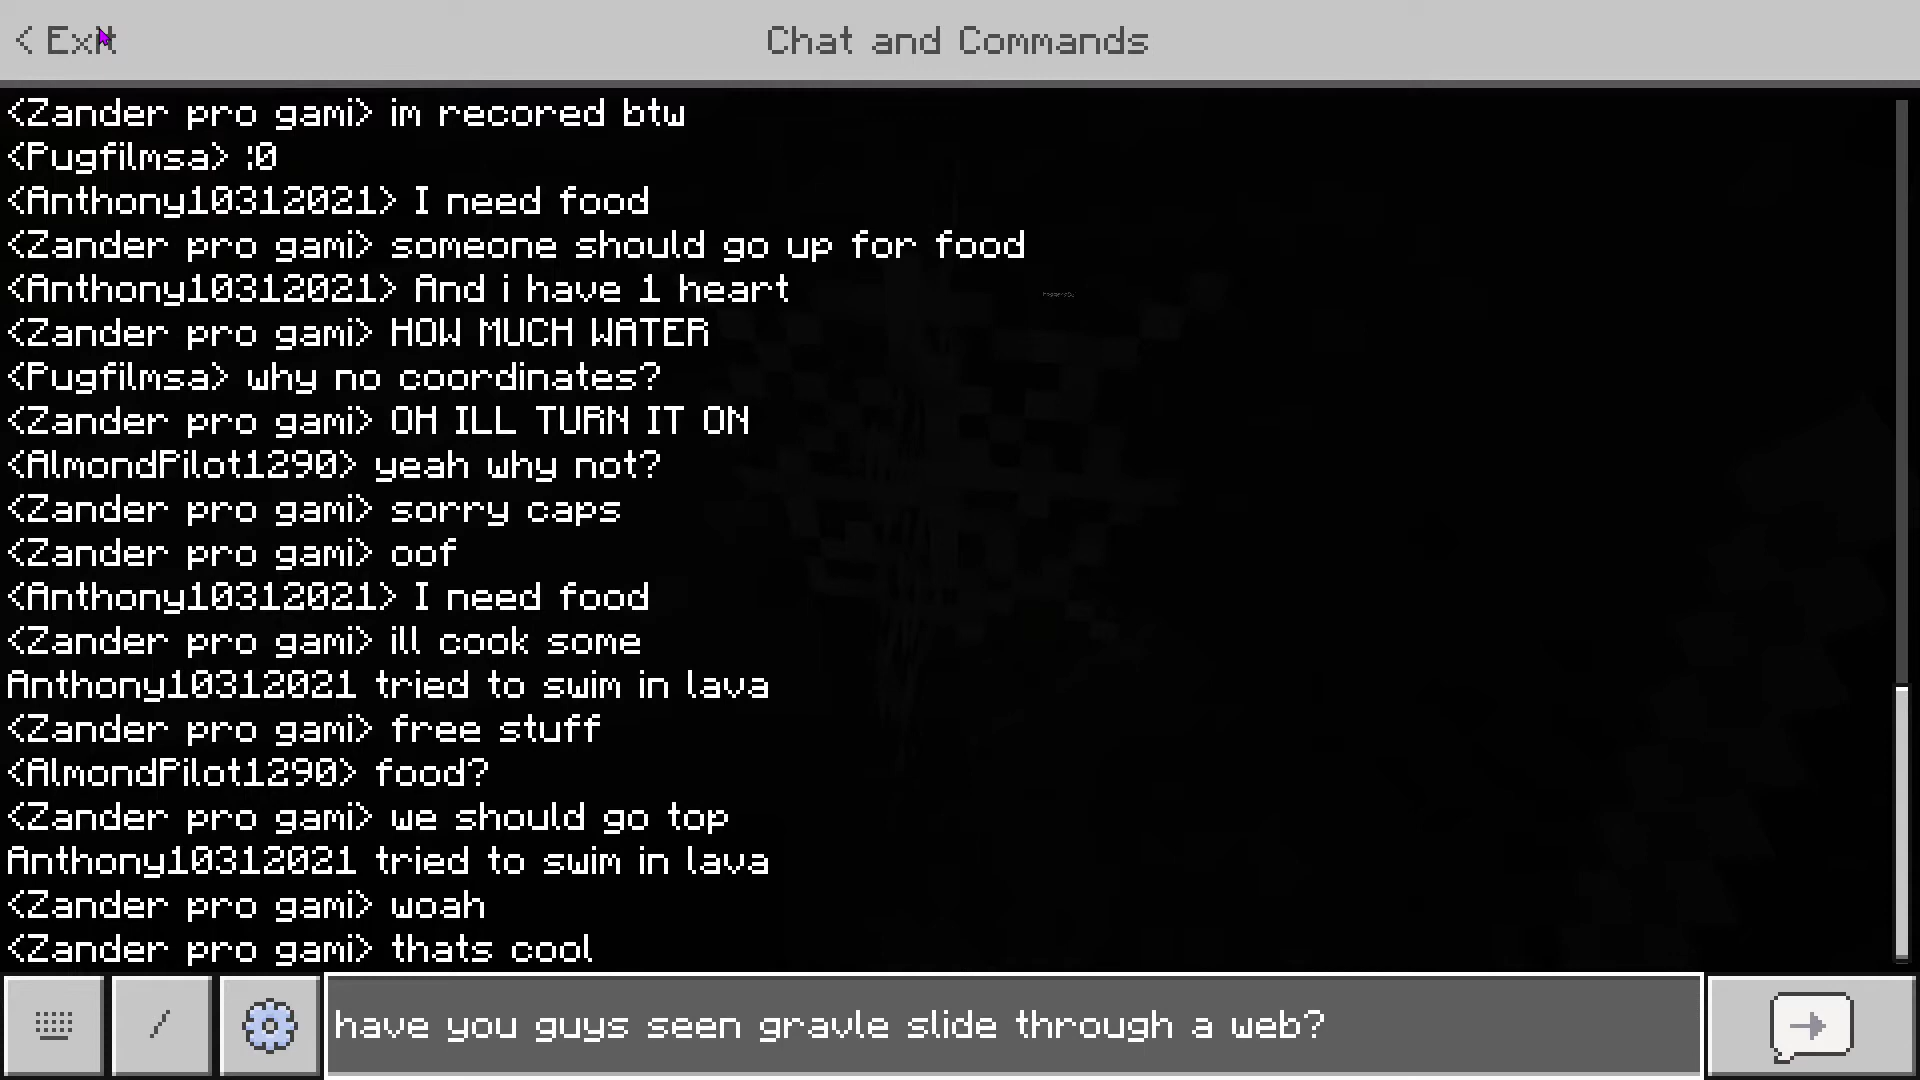 < Exit
Chat and Commands
<Zander pro gami> im recored btw
<Pugfilmsa> :0
<Anthony10312021> I need food
<Zander pro gami> someone should go up for food
<Anthony10312021> And i have 1 heart
<Zander pro gami> HOW MUCH WATER
<Pugfilmsa> why no coordinates?
<Zander pro gami> OH ILL TURN IT ON
<AlmondPilot1290> yeah why not?
<Zander pro gami> sorry caps
<Zander pro gami> oof
<Anthony10312021> I need food
<Zander pro gami> ill cook some
Anthony10312021 tried to swim in lava
<Zander pro gami> free stuff
<AlmondPilot1290> food?
<Zander pro gami> we should go top
Anthony10312021 tried to swim in lava
<Zander pro gami> woah
<Zander pro gami> thats cool
/
have you guys seen gravle slide through a web?